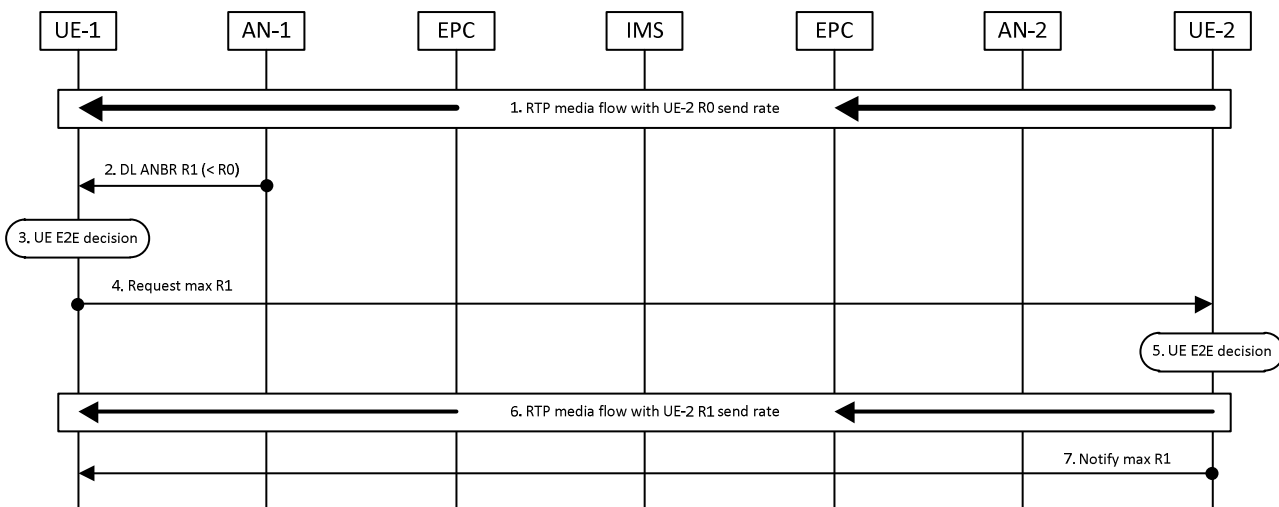 UE-1
AN-1
EPC
IMS
EPC
AN-2
UE-2
1. RTP media flow with UE-2 R0 send rate
2. DL ANBR R1 (< R0)
3. UE E2E decision
4. Request max R1
5. UE E2E decision
6. RTP media flow with UE-2 R1 send rate
7. Notify max R1